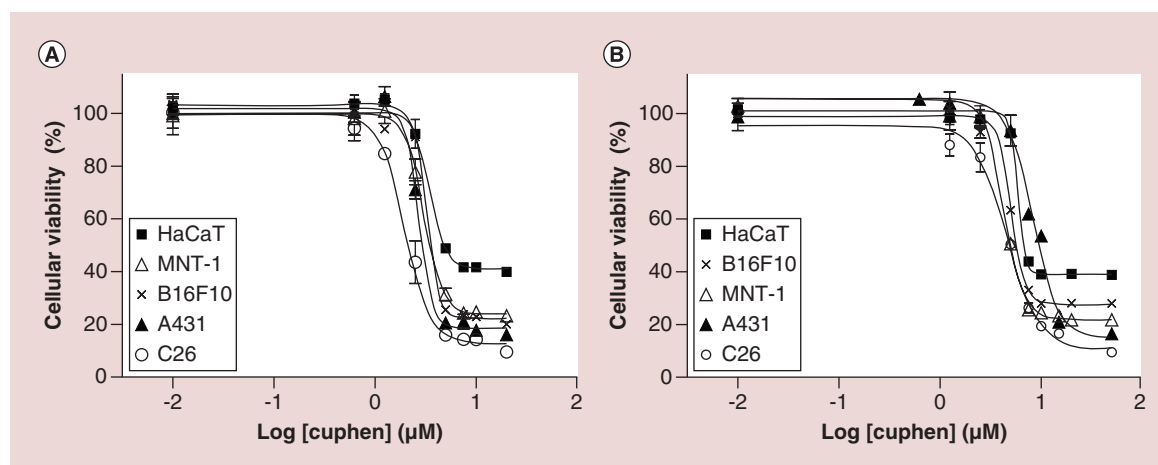 A
Cellular viability (%)
100
80
60
40
20
0
HaCaT
MNT-1
B16F10
A431
C26
-2 -1 0 1 2
Log [cuphen] (µM)
B
Cellular viability (%)
100
80
60
40
20
0
HaCaT
B16F10
MNT-1
A431
C26
-2 -1 0 1 2
Log [cuphen] (µM)